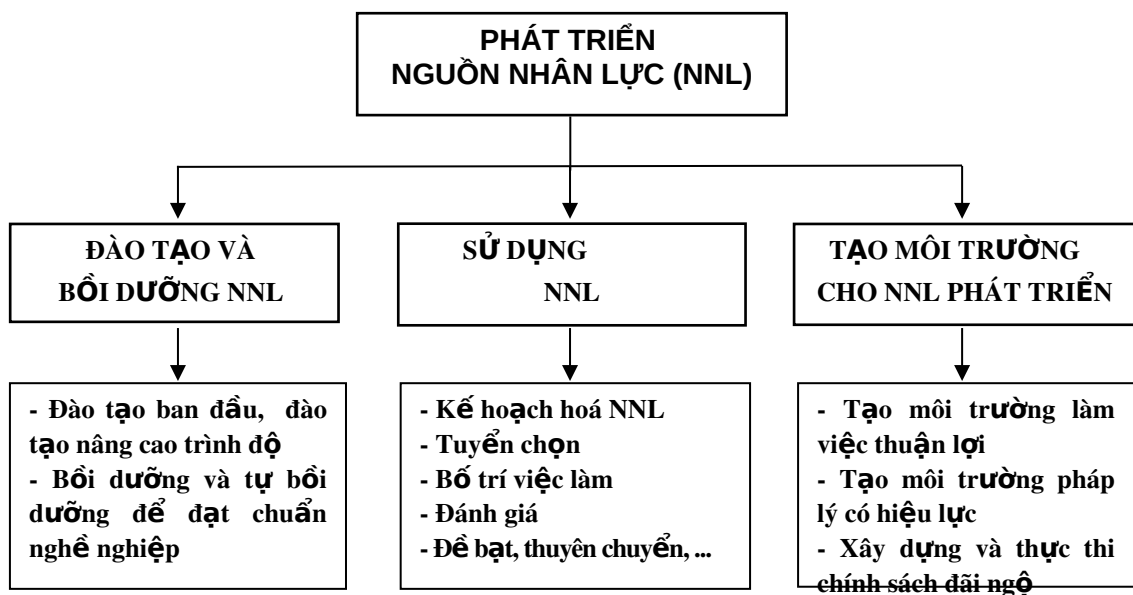 PHÁT TRIỂN
NGUỒN NHÂN LỰC (NNL)
ĐÀO TẠO VÀ
BỒI DƯỠNG NNL
SỬ DỤNG
NNL
TẠO MÔI TRƯỜNG
CHO NNL PHÁT TRIỂN
- Đào tạo ban đầu, đào
tạo nâng cao trình độ
- Bồi dưỡng và tự bồi
dưỡng để đạt chuẩn
nghề nghiệp
- Kế hoạch hoá NNL
- Tuyển chọn
- Bố trí việc làm
- Đánh giá
- Đề bạt, thuyên chuyển, ...
- Tạo môi trường làm
việc thuận lợi
- Tạo môi trường pháp
lý có hiệu lực
- Xây dựng và thực thi
chính sách đãi ngộ